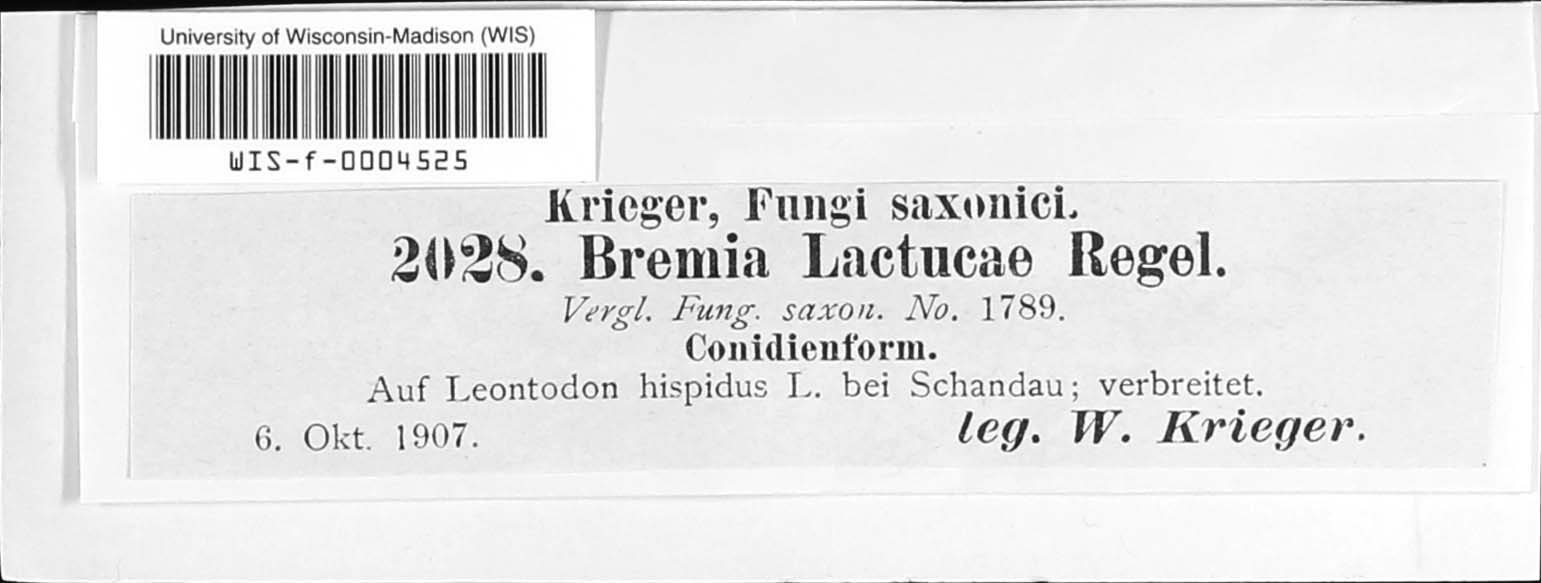 University of Wisconsin-Madison (WIS)
WIS-f-0004525
Krieger, Fungi saxonici.
2028. Bremia Lactucae Regel.
Vergl. Fung. saxon. No. 1789.
Conidienform.
Auf Leontodon hispidus L. bei Schandau; verbreitet.
6. Okt. 1907. leg. W. Krieger.